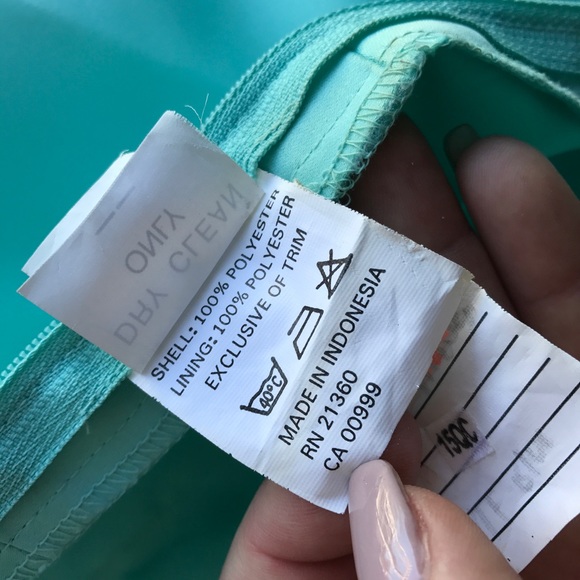 DRY CLEAN
ONLY
SHELL: 100% POLYESTER
LINING: 100% POLYESTER
EXCLUSIVE OF TRIM
40°C
MADE IN INDONESIA
RN 21360
CA 00999
15QC